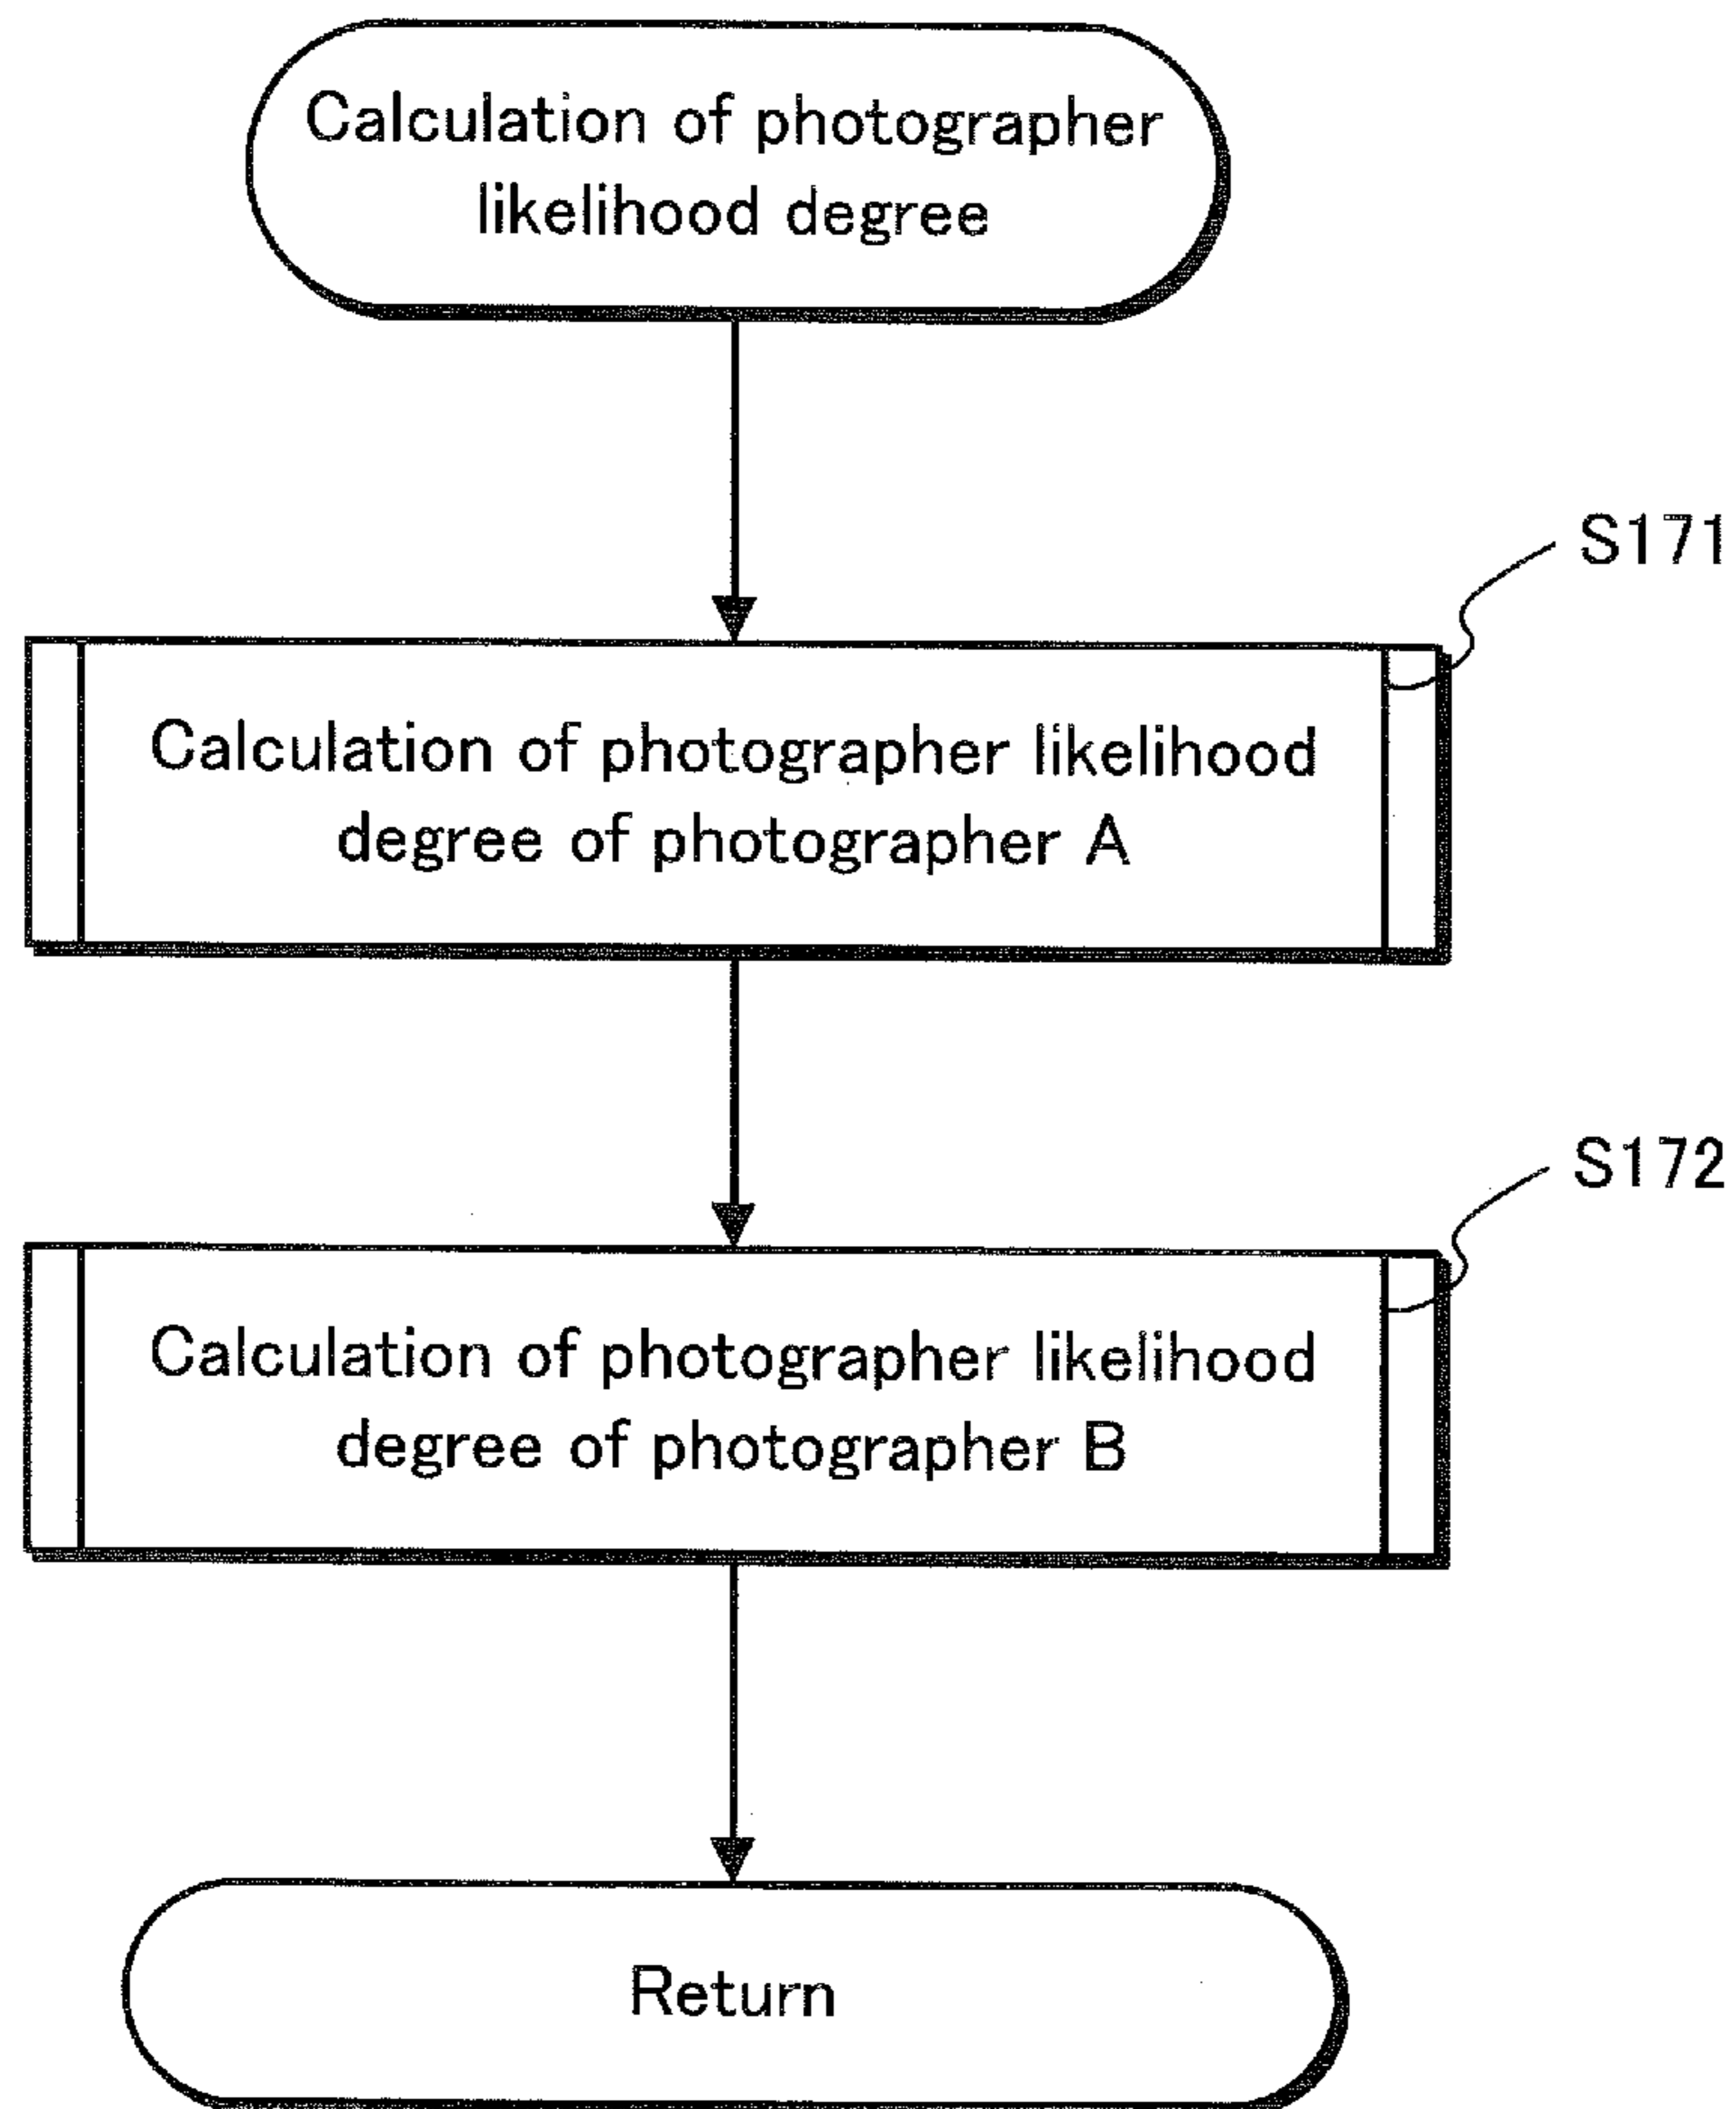 Calculation of photographer
likelihood degree
S171
Calculation of photographer likelihood
degree of photographer A
S172
Calculation of photographer likelihood
degree of photographer B
Return